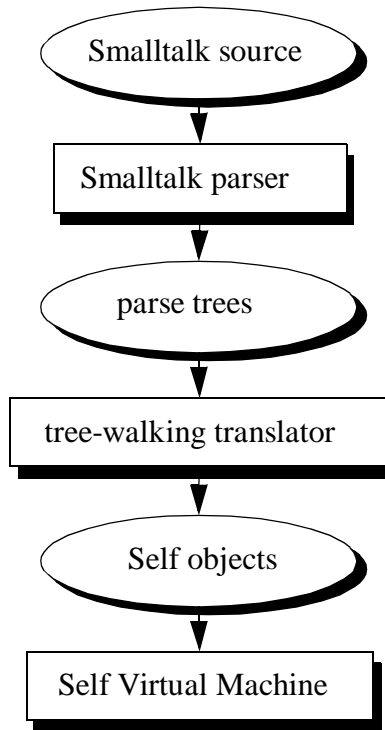 Smalltalk source
Smalltalk parser
parse trees
tree-walking translator
Self objects
Self Virtual Machine